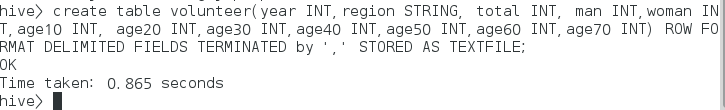 hive> create table volunteer(year INT,region STRING, total INT, man INT,woman IN
T,age10 INT, age20 INT,age30 INT,age40 INT,age50 INT,age60 INT,age70 INT) ROW FO
RMAT DELIMITED FIELDS TERMINATED by ',' STORED AS TEXTFILE;
OK
Time taken: 0.865 seconds
hive>